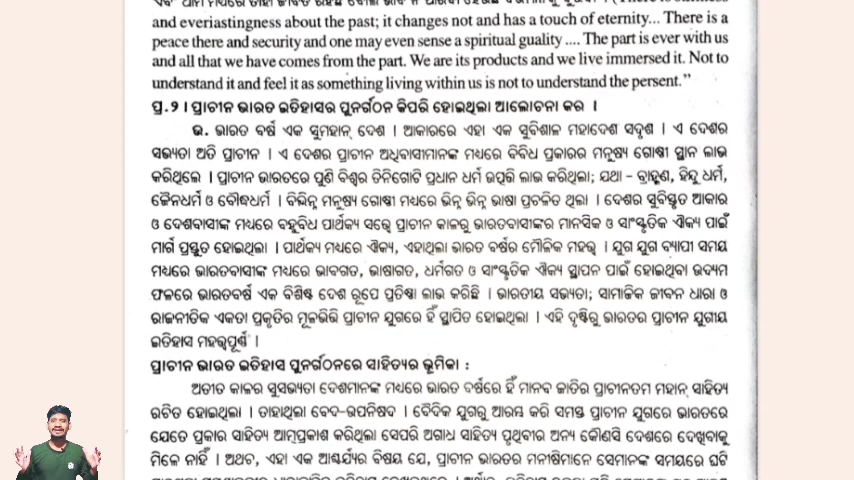 and everiastingness about the past; it changes not and has a touch of eternity... There is a
peace there and security and one may even sense a spiritual guality .... The part is ever with us
and all that we have comes from the part. We are its products and we live immersed it. Not to
understand it and feel it as something living within us is not to understand the persent.”
ପ୍ର.୨ । ପ୍ରାଚୀନ ଭାରତ ଇତିହାସର ପୁନର୍ଗଠନ କିପରି ହୋଇଥିଲା ଆଲୋଚନା କର ।
ଉ. ଭାରତ ବର୍ଷ ଏକ ସୁମହାନ୍ ଦେଶ । ଆକାରରେ ଏହା ଏକ ସୁବିଶାଳ ମହାଦେଶ ସଦୃଶ । ଏ ଦେଶର
ସଭ୍ୟତା ଅତି ପ୍ରାଚୀନ । ଏ ଦେଶର ପ୍ରାଚୀନ ଅଧିବାସୀମାନଙ୍କ ମଧ୍ୟରେ ବିବିଧ ପ୍ରକାରର ମନୁଷ୍ୟ ଗୋଷ୍ଠୀ ସ୍ଥାନ ଲାଭ
କରିଥିଲେ । ପ୍ରାଚୀନ ଭାରତରେ ପୁଣି ବିଶ୍ୱର ତିନିଗୋଟି ପ୍ରଧାନ ଧର୍ମ ଉତ୍ପତ୍ତି ଲାଭ କରିଥିଲା; ଯଥା - ବ୍ରାହ୍ମଣ, ହିନ୍ଦୁ ଧର୍ମ,
ଜୈନଧର୍ମ ଓ ବୌଦ୍ଧଧର୍ମ । ବିଭିନ୍ନ ମନୁଷ୍ୟ ଗୋଷ୍ଠୀ ମଧ୍ୟରେ ଭିନ୍ନ ଭିନ୍ନ ଭାଷା ପ୍ରଚଳିତ ଥିଲା । ଦେଶର ସୁବିସ୍ତୃତ ଆକାର
ଓ ଦେଶବାସୀଙ୍କ ମଧ୍ୟରେ ବହୁବିଧ ପାର୍ଥକ୍ୟ ସତ୍ତ୍ୱେ ପ୍ରାଚୀନ କାଳରୁ ଭାରତବାସୀଙ୍କର ମାନସିକ ଓ ସାଂସ୍କୃତିକ ଐକ୍ୟ ପାଇଁ
ମାର୍ଗ ପ୍ରସ୍ତୁତ ହୋଇଥିଲା । ପାର୍ଥକ୍ୟ ମଧ୍ୟରେ ଐକ୍ୟ, ଏହାଥିଲା ଭାରତ ବର୍ଷର ମୌଳିକ ମହତ୍ତ୍ୱ । ଯୁଗ ଯୁଗ ବ୍ୟାପୀ ସମୟ
ମଧ୍ୟରେ ଭାରତବାସୀଙ୍କ ମଧ୍ୟରେ ଭାବଗତ, ଭାଷାଗତ, ଧର୍ମଗତ ଓ ସାଂସ୍କୃତିକ ଐକ୍ୟ ସ୍ଥାପନ ପାଇଁ ହୋଇଥିବା ଉଦ୍ୟମ
ଫଳରେ ଭାରତବର୍ଷ ଏକ ବିଶିଷ୍ଟ ଦେଶ ରୂପେ ପ୍ରତିଷ୍ଠା ଲାଭ କରିଛି । ଭାରତୀୟ ସଭ୍ୟତା; ସାମାଜିକ ଜୀବନ ଧାରା ଓ
ରାଜନୀତିକ ଏକତା ପ୍ରକୃତିର ମୂଳଭିତ୍ତି ପ୍ରାଚୀନ ଯୁଗରେ ହିଁ ସ୍ଥାପିତ ହୋଇଥିଲା । ଏହି ଦୃଷ୍ଟିରୁ ଭାରତର ପ୍ରାଚୀନ ଯୁଗୀୟ
ଇତିହାସ ମହତ୍ତ୍ୱପୂର୍ଣ୍ଣ ।
ପ୍ରାଚୀନ ଭାରତ ଇତିହାସ ପୁନର୍ଗଠନରେ ସାହିତ୍ୟର ଭୂମିକା :
ଅତୀତ କାଳର ସୁସଭ୍ୟତା ଦେଶମାନଙ୍କ ମଧ୍ୟରେ ଭାରତ ବର୍ଷରେ ହିଁ ମାନବ ଜାତିର ପ୍ରାଚୀନତମ ମହାନ୍ ସାହିତ୍ୟ
ରଚିତ ହୋଇଥିଲା । ତାହାଥିଲା ବେଦ-ଉପନିଷଦ । ବୈଦିକ ଯୁଗରୁ ଆରମ୍ଭ କରି ସମସ୍ତ ପ୍ରାଚୀନ ଯୁଗରେ ଭାରତରେ
ଯେତେ ପ୍ରକାର ସାହିତ୍ୟ ଆତ୍ମପ୍ରକାଶ କରିଥିଲା ସେପରି ଅଗାଧ ସାହିତ୍ୟ ପୃଥିବୀର ଅନ୍ୟ କୌଣସି ଦେଶରେ ଦେଖିବାକୁ
ମିଳେ ନାହିଁ । ଅଥଚ, ଏହା ଏକ ଆଶ୍ଚର୍ଯ୍ୟର ବିଷୟ ଯେ, ପ୍ରାଚୀନ ଭାରତର ମନୀଷିମାନେ ସେମାନଙ୍କ ସମୟରେ ଘଟି